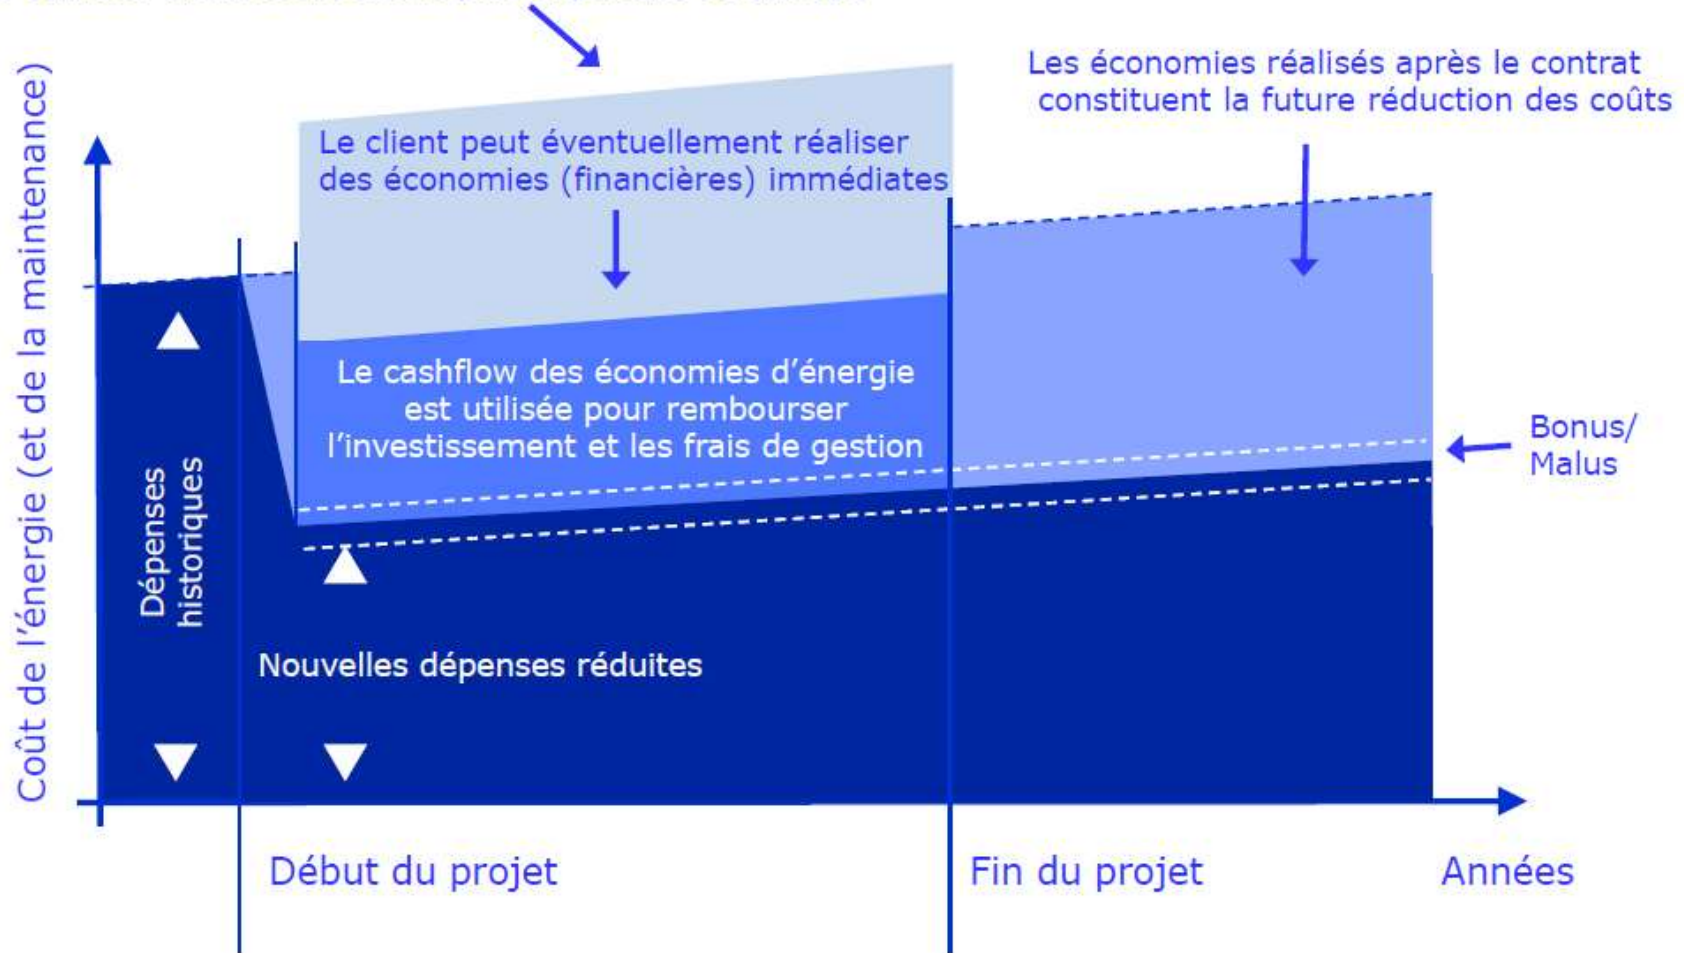 Les économies réalisés après le contrat
constituent la future réduction des coûts
Le client peut éventuellement réaliser
des économies (financières) immédiates
Coût de l'énergie (et de la maintenance)
Le cashflow des économies d’énergie
est utilisée pour rembourser
l’investissement et les frais de gestion
Bonus/
Malus
Dépenses
historiques
Nouvelles dépenses réduites
Début du projet
Fin du projet
Années